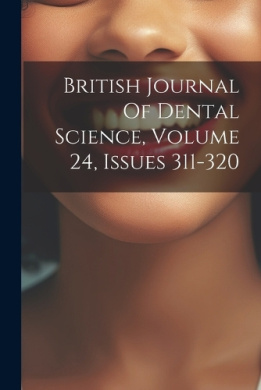 British Journal
Of Dental
Science, Volume
24, Issues 311-320